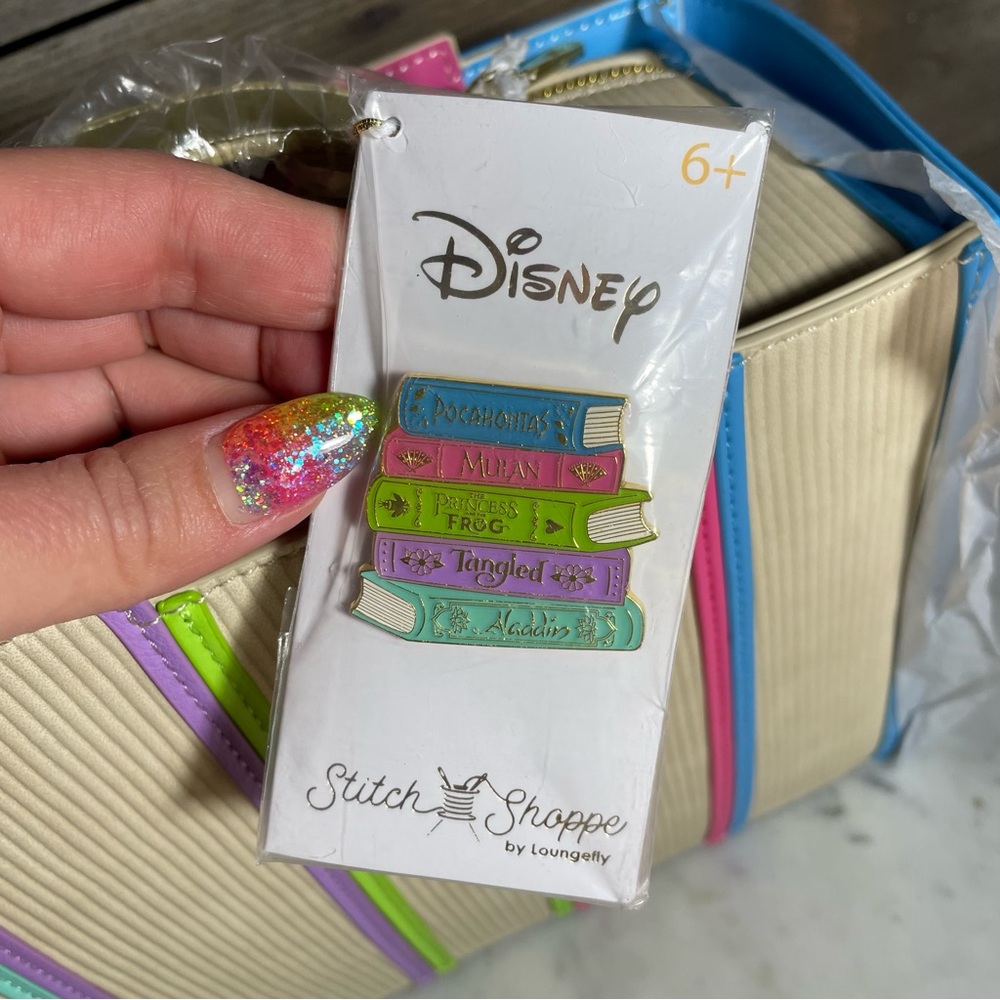 6+
Disney
POCAHONTAS
MULAN
THE
PRINCESS
AND THE
FROG
Tangled
Aladdin
Stitch Shoppe
by Loungefly